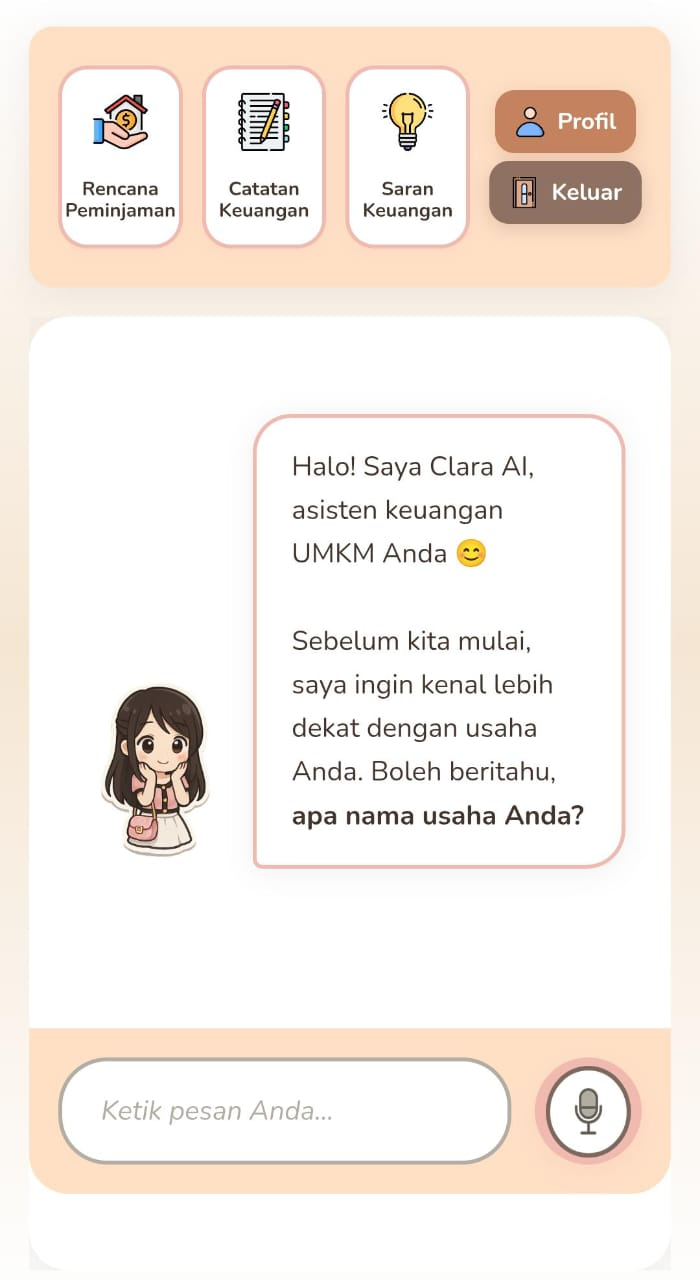 Rencana
Peminjaman
Catatan
Keuangan
Saran
Keuangan
Profil
Keluar
Halo! Saya Clara AI,
asisten keuangan
UMKM Anda 😊
Sebelum kita mulai,
saya ingin kenal lebih
dekat dengan usaha
Anda. Boleh beritahu,
apa nama usaha Anda?
Ketik pesan Anda...